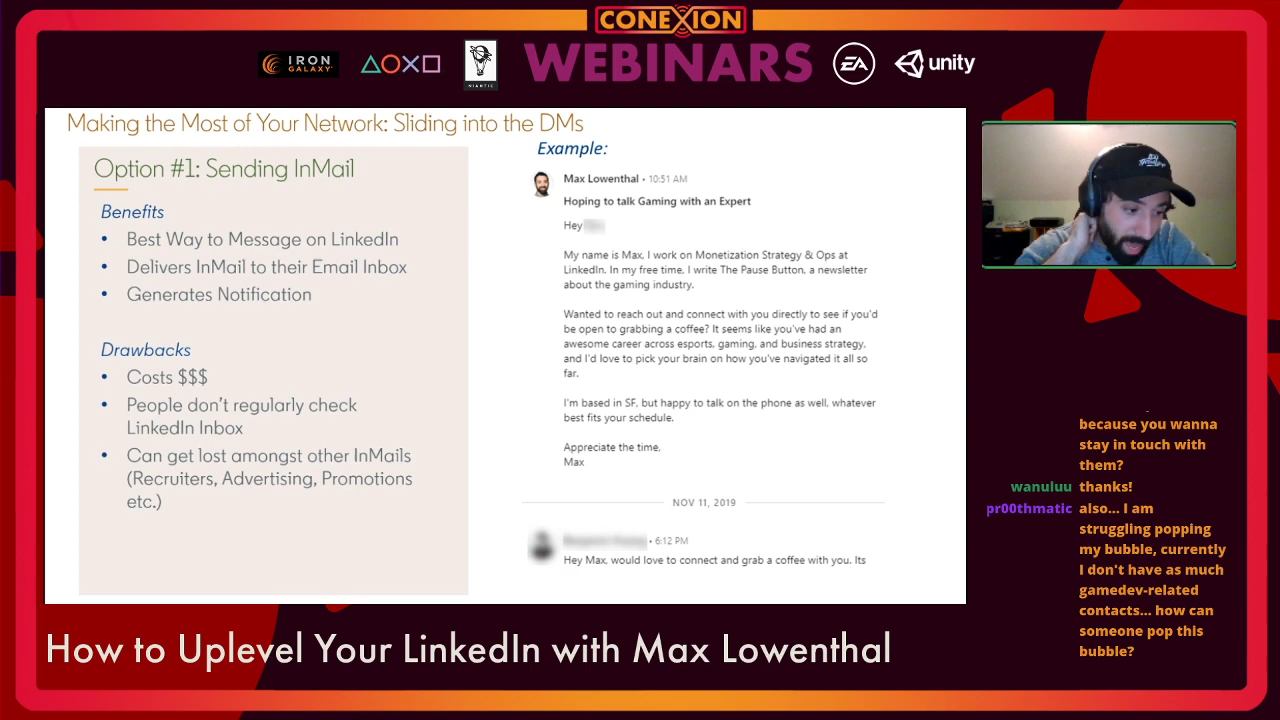 CONEXION
IRON
GALAXY
NIANTIC
WEBINARS
EA
unity
Making the Most of Your Network: Sliding into the DMs
Option #1: Sending InMail
Benefits
• Best Way to Message on LinkedIn
• Delivers InMail to their Email Inbox
• Generates Notification
Drawbacks
• Costs $$$
• People don't regularly check
LinkedIn Inbox
• Can get lost amongst other InMails
(Recruiters, Advertising, Promotions
etc.)
Example:
Max Lowenthal • 10:51 AM
Hoping to talk Gaming with an Expert
Hey
My name is Max, I work on Monetization Strategy & Ops at
LinkedIn. In my free time, I write The Pause Button, a newsletter
about the gaming industry.
Wanted to reach out and connect with you directly to see if you'd
be open to grabbing a coffee? It seems like you've had an
awesome career across esports, gaming, and business strategy,
and I'd love to pick your brain on how you've navigated it all so
far.
I'm based in SF, but happy to talk on the phone as well, whatever
best fits your schedule.
Appreciate the time,
Max
NOV 11, 2019
• 6:12 PM
Hey Max, would love to connect and grab a coffee with you. Its
because you wanna
stay in touch with
them?
wanuluu thanks!
pr00thmatic also... I am
struggling popping
my bubble, currently
I don't have as much
gamedev-related
contacts... how can
someone pop this
bubble?
How to Uplevel Your LinkedIn with Max Lowenthal